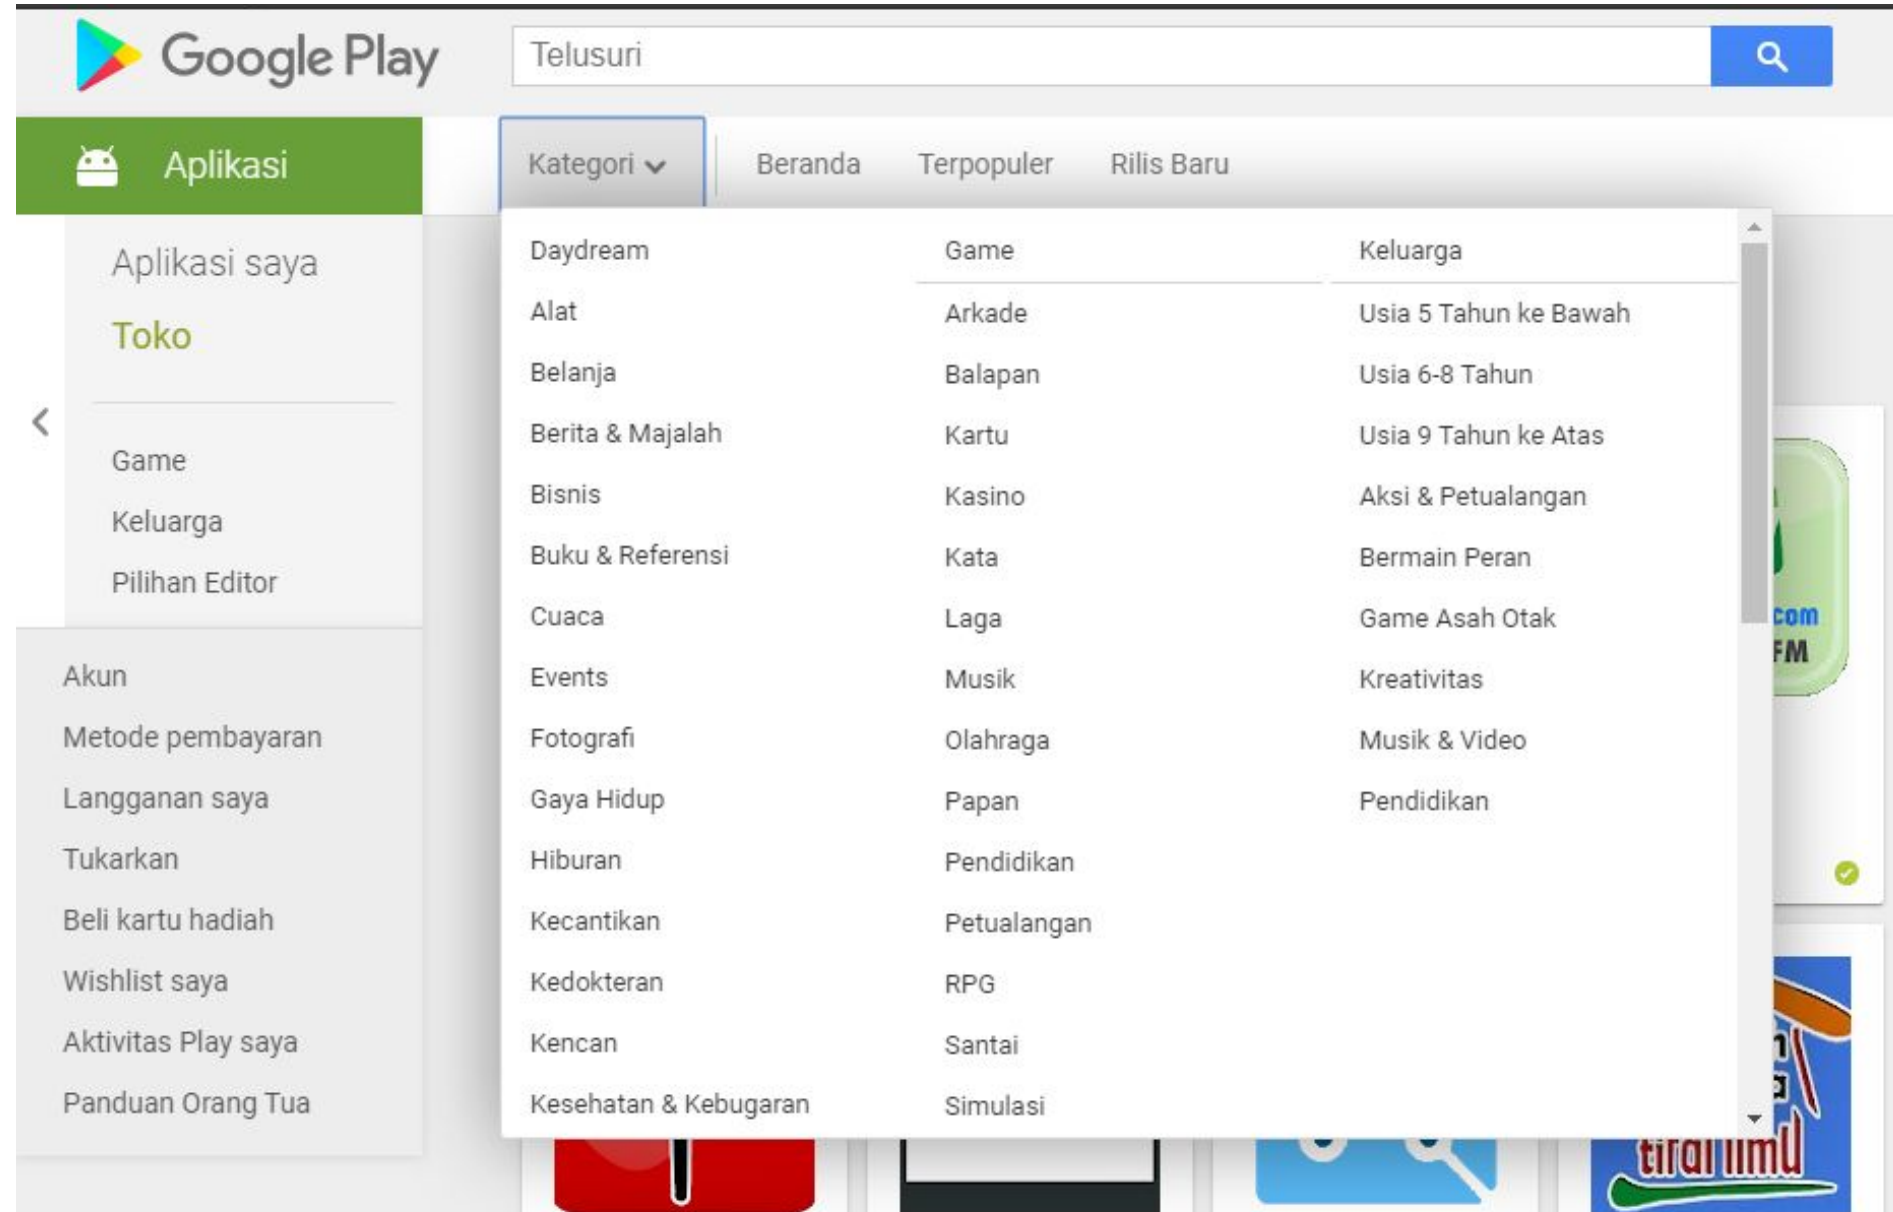 Google Play
Telusuri
Aplikasi
Kategori
Beranda
Terpopuler
Rilis Baru
Aplikasi saya
Toko
Game
Keluarga
Pilihan Editor
Akun
Metode pembayaran
Langganan saya
Tukarkan
Beli kartu hadiah
Wishlist saya
Aktivitas Play saya
Panduan Orang Tua
Daydream
Alat
Belanja
Berita & Majalah
Bisnis
Buku & Referensi
Cuaca
Events
Fotografi
Gaya Hidup
Hiburan
Kecantikan
Kedokteran
Kencan
Kesehatan & Kebugaran
Game
Arkade
Balapan
Kartu
Kasino
Kata
Laga
Musik
Olahraga
Papan
Pendidikan
Petualangan
RPG
Santai
Simulasi
Keluarga
Usia 5 Tahun ke Bawah
Usia 6-8 Tahun
Usia 9 Tahun ke Atas
Aksi & Petualangan
Bermain Peran
Game Asah Otak
Kreativitas
Musik & Video
Pendidikan
com
FM
tirai ilmu